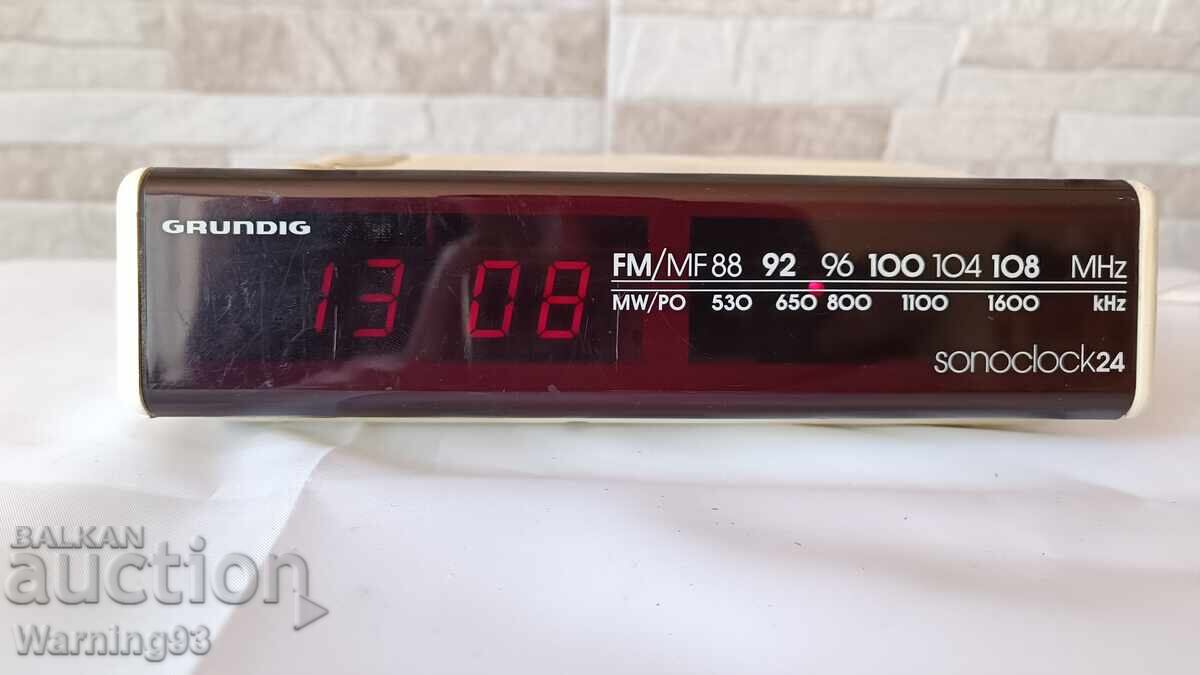 GRUNDIG
13 08
FM/MF 88 92 96 100 104 108 MHz
MW/PO 530 650 800 1100 1600 kHz
sonoclock24
BALKAN
auction
Warning93